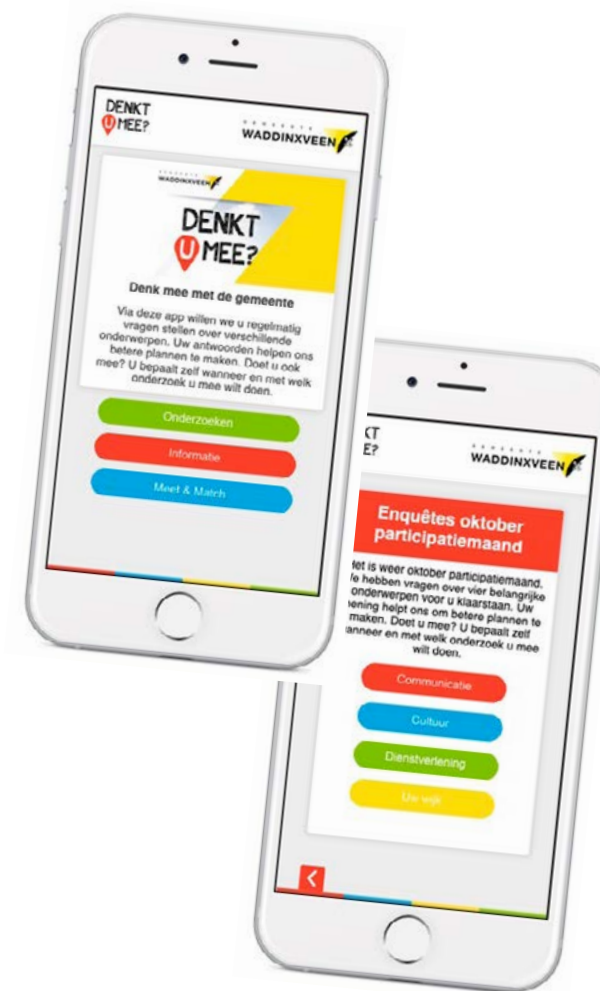 DENKT
U MEE?
GEMEENTE
WADDINXVEEN
GEMEENTE
WADDINXVEEN
DENKT
U MEE?
Denk mee met de gemeente
Via deze app willen we u regelmatig
vragen stellen over verschillende
onderwerpen. Uw antwoorden helpen ons
betere plannen te maken. Doet u ook
mee? U bepaalt zelf wanneer en met welk
onderzoek u mee wilt doen.
Onderzoeken
Informatie
Meet & Match
KT
E?
GEMEENTE
WADDINXVEEN
Enquêtes oktober
participatiemaand
Het is weer oktober participatiemaand.
We hebben vragen over vier belangrijke
onderwerpen voor u klaarstaan. Uw
mening helpt ons om betere plannen te
maken. Doet u mee? U bepaalt zelf
wanneer en met welk onderzoek u mee
wilt doen.
Communicatie
Cultuur
Dienstverlening
Uw wijk